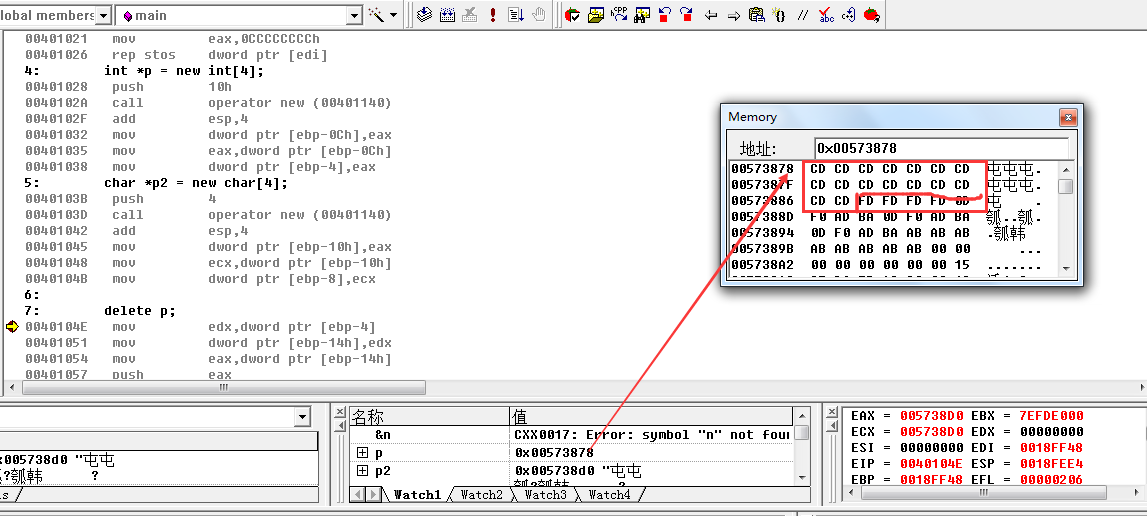 lobal members
main
00401021 mov eax,0CCCCCCCCh
00401026 rep stos dword ptr [edi]
4: int *p = new int[4];
00401028 push 10h
0040102A call operator new (00401140)
0040102F add esp,4
00401032 mov dword ptr [ebp-0Ch],eax
00401035 mov eax,dword ptr [ebp-0Ch]
00401038 mov dword ptr [ebp-4],eax
5: char *p2 = new char[4];
0040103B push 4
0040103D call operator new (00401140)
00401042 add esp,4
00401045 mov dword ptr [ebp-10h],eax
00401048 mov ecx,dword ptr [ebp-10h]
0040104B mov dword ptr [ebp-8],ecx
6:
7: delete p;
0040104E mov edx,dword ptr [ebp-4]
00401051 mov dword ptr [ebp-14h],edx
00401054 mov eax,dword ptr [ebp-14h]
00401057 push eax
Memory
地址: 0x00573878
00573878 CD CD CD CD CD CD CD 屯屯屯.
0057387F CD CD CD CD CD CD CD 屯屯屯.
00573886 CD CD FD FD FD FD 0D 屯 .
0057388D F0 AD BA 0D F0 AD BA 瓠..瓠.
00573894 0D F0 AD BA AB AB AB .瓠韩
0057389B AB AB AB AB AB 00 00 ...
005738A2 00 00 00 00 00 00 15 .......
0x005738d0 "屯屯
?瓠韩 ?
名称 值
&n CXX0017: Error: symbol "n" not four
p 0x00573878
p2 0x005738d0 "屯屯
瓠?瓠韩 ?
Watch1 Watch2 Watch3 Watch4
EAX = 005738D0 EBX = 7EFDE000
ECX = 005738D0 EDX = 00000000
ESI = 00000000 EDI = 0018FF48
EIP = 0040104E ESP = 0018FEE4
EBP = 0018FF48 EFL = 00000206